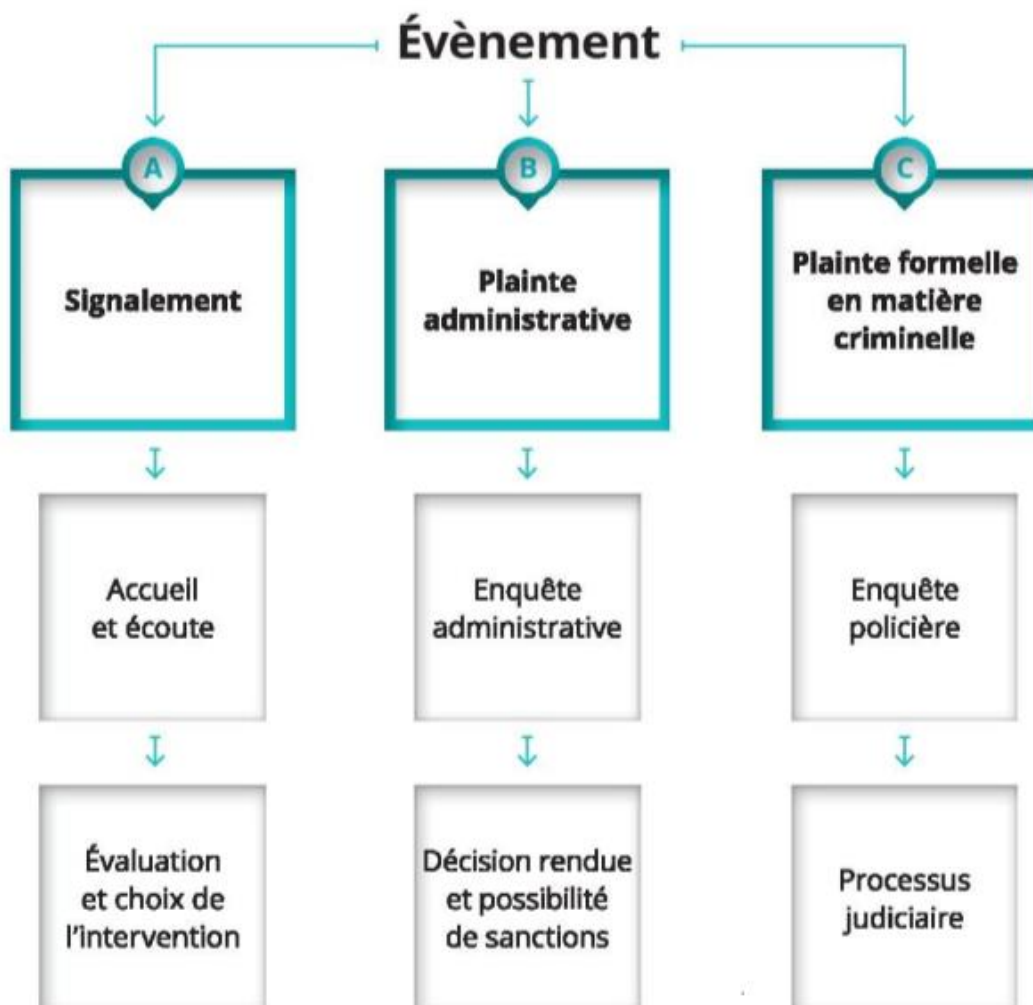 Évènement
A
Signalement
Accueil
et écoute
Évaluation
et choix de
l'intervention
B
Plainte
administrative
Enquête
administrative
Décision rendue
et possibilité
de sanctions
C
Plainte formelle
en matière
criminelle
Enquête
policière
Processus
judiciaire